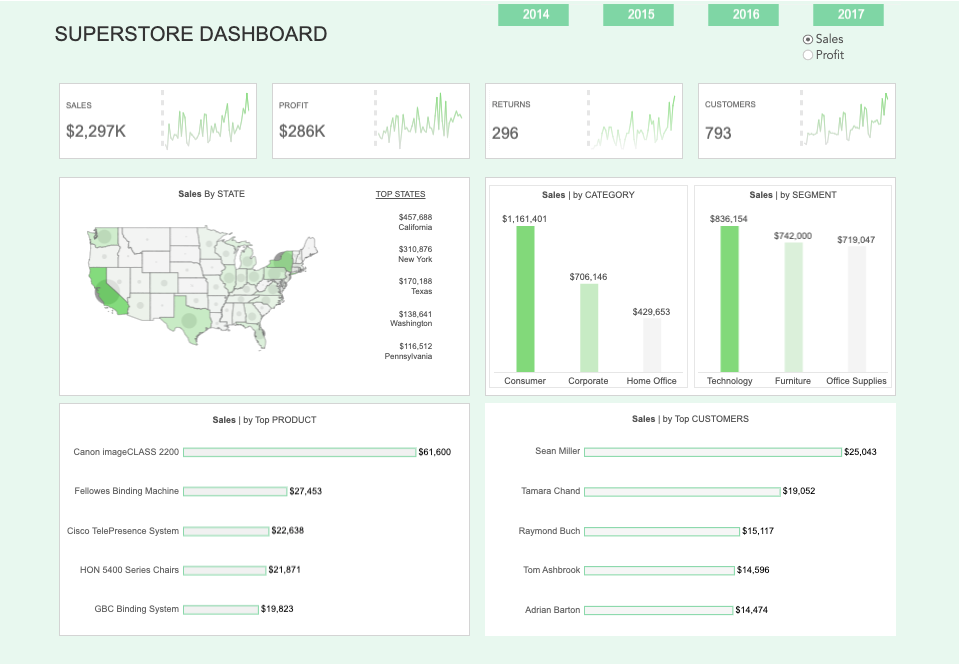 2014
2015
2016
2017
SUPERSTORE DASHBOARD
Sales
Profit
SALES
$2,297K
PROFIT
$286K
RETURNS
296
CUSTOMERS
793
Sales By STATE
TOP STATES
$457,688
California
$310,876
New York
$170,188
Texas
$138,641
Washington
$116,512
Pennsylvania
Sales | by CATEGORY
$1,161,401
$706,146
$429,653
Consumer
Corporate
Home Office
Sales | by SEGMENT
$836,154
$742,000
$719,047
Technology
Furniture
Office Supplies
Sales | by Top PRODUCT
Canon imageCLASS 2200 $61,600
Fellowes Binding Machine $27,453
Cisco TelePresence System $22,638
HON 5400 Series Chairs $21,871
GBC Binding System $19,823
Sales | by Top CUSTOMERS
Sean Miller $25,043
Tamara Chand $19,052
Raymond Buch $15,117
Tom Ashbrook $14,596
Adrian Barton $14,474